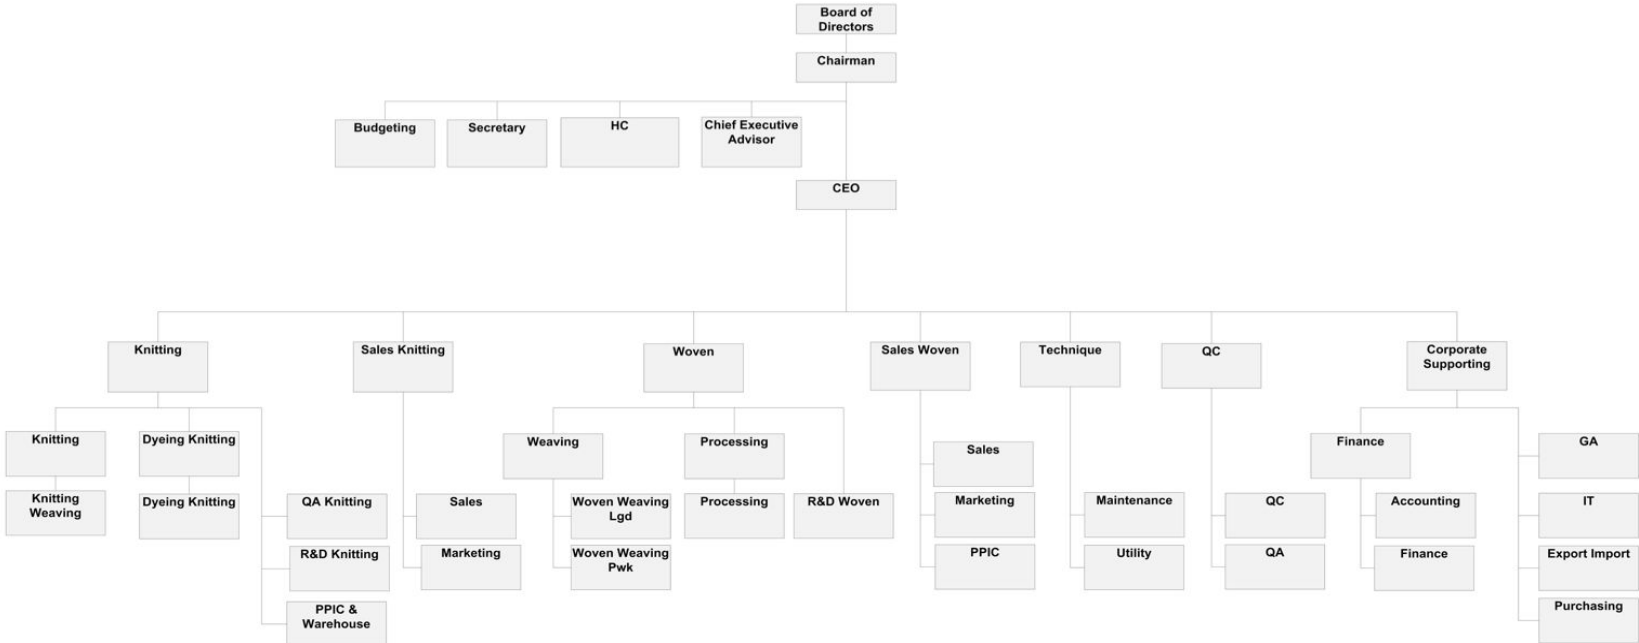 Board of
Directors
Chairman
Budgeting
Secretary
HC
Chief Executive
Advisor
CEO
Knitting
Sales Knitting
Woven
Sales Woven
Technique
QC
Corporate
Supporting
Knitting
Dyeing Knitting
Weaving
Processing
Sales
Finance
GA
Knitting
Weaving
Dyeing Knitting
QA Knitting
Sales
Woven Weaving
Lgd
Processing
R&D Woven
Marketing
Maintenance
QC
Accounting
IT
R&D Knitting
Marketing
Woven Weaving
Pwk
PPIC
Utility
QA
Finance
Export Import
PPIC &
Warehouse
Purchasing